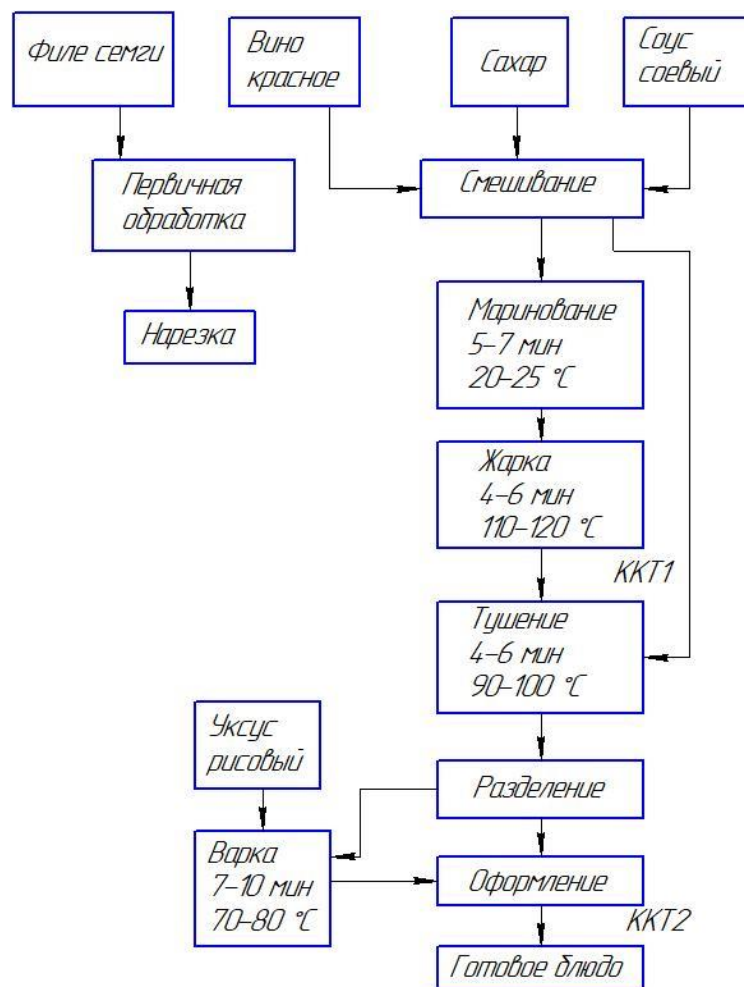 Филе семги
Вино
красное
Сахар
Соус
соевый
Первичная
обработка
Смешивание
Нарезка
Маринование
5–7 мин
20–25 °С
Жарка
4–6 мин
110–120 °С
ККТ1
Тушение
4–6 мин
90–100 °С
Уксус
рисовый
Разделение
Варка
7–10 мин
70–80 °С
Оформление
ККТ2
Готовое блюдо